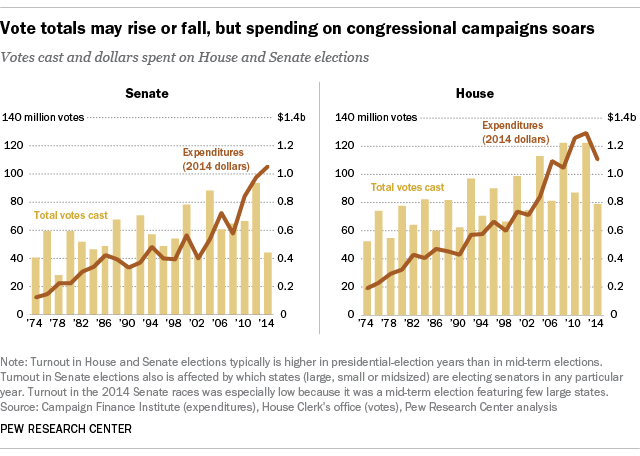 Vote totals may rise or fall, but spending on congressional campaigns soars
Votes cast and dollars spent on House and Senate elections
Senate
140 million votes
$1.4b
120
1.2
100
1.0
80
0.8
60
0.6
40
0.4
20
0.2
0
0
Expenditures
(2014 dollars)
Total votes cast
'74 '78 '82 '86 '90 '94 '98 '02 '06 '10 '14
House
140 million votes
$1.4b
120
1.2
100
1.0
80
0.8
60
0.6
40
0.4
20
0.2
0
0
Expenditures
(2014 dollars)
Total votes cast
'74 '78 '82 '86 '90 '94 '98 '02 '06 '10 '14
Note: Turnout in House and Senate elections typically is higher in presidential-election years than in mid-term elections.
Turnout in Senate elections also is affected by which states (large, small or midsized) are electing senators in any particular
year. Turnout in the 2014 Senate races was especially low because it was a mid-term election featuring few large states.
Source: Campaign Finance Institute (expenditures), House Clerk's office (votes), Pew Research Center analysis
PEW RESEARCH CENTER